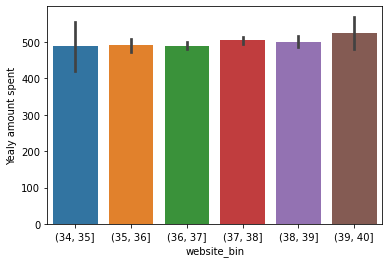 Yealy amount spent
500
400
300
200
100
0
(34, 35] (35, 36] (36, 37] (37, 38] (38, 39] (39, 40]
website_bin